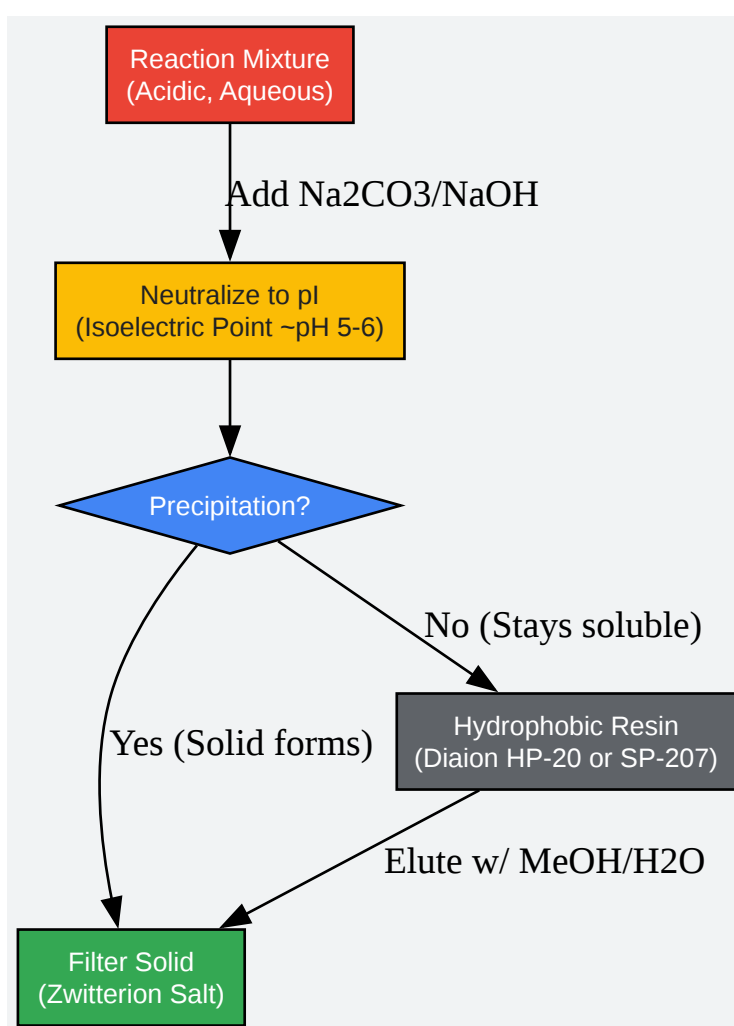 Reaction Mixture
(Acidic, Aqueous)
Add Na2CO3/NaOH
Neutralize to pI
(Isoelectric Point ~pH 5-6)
Precipitation?
No (Stays soluble)
Hydrophobic Resin
(Diaion HP-20 or SP-207)
Yes (Solid forms)
Elute w/ MeOH/H2O
Filter Solid
(Zwitterion Salt)